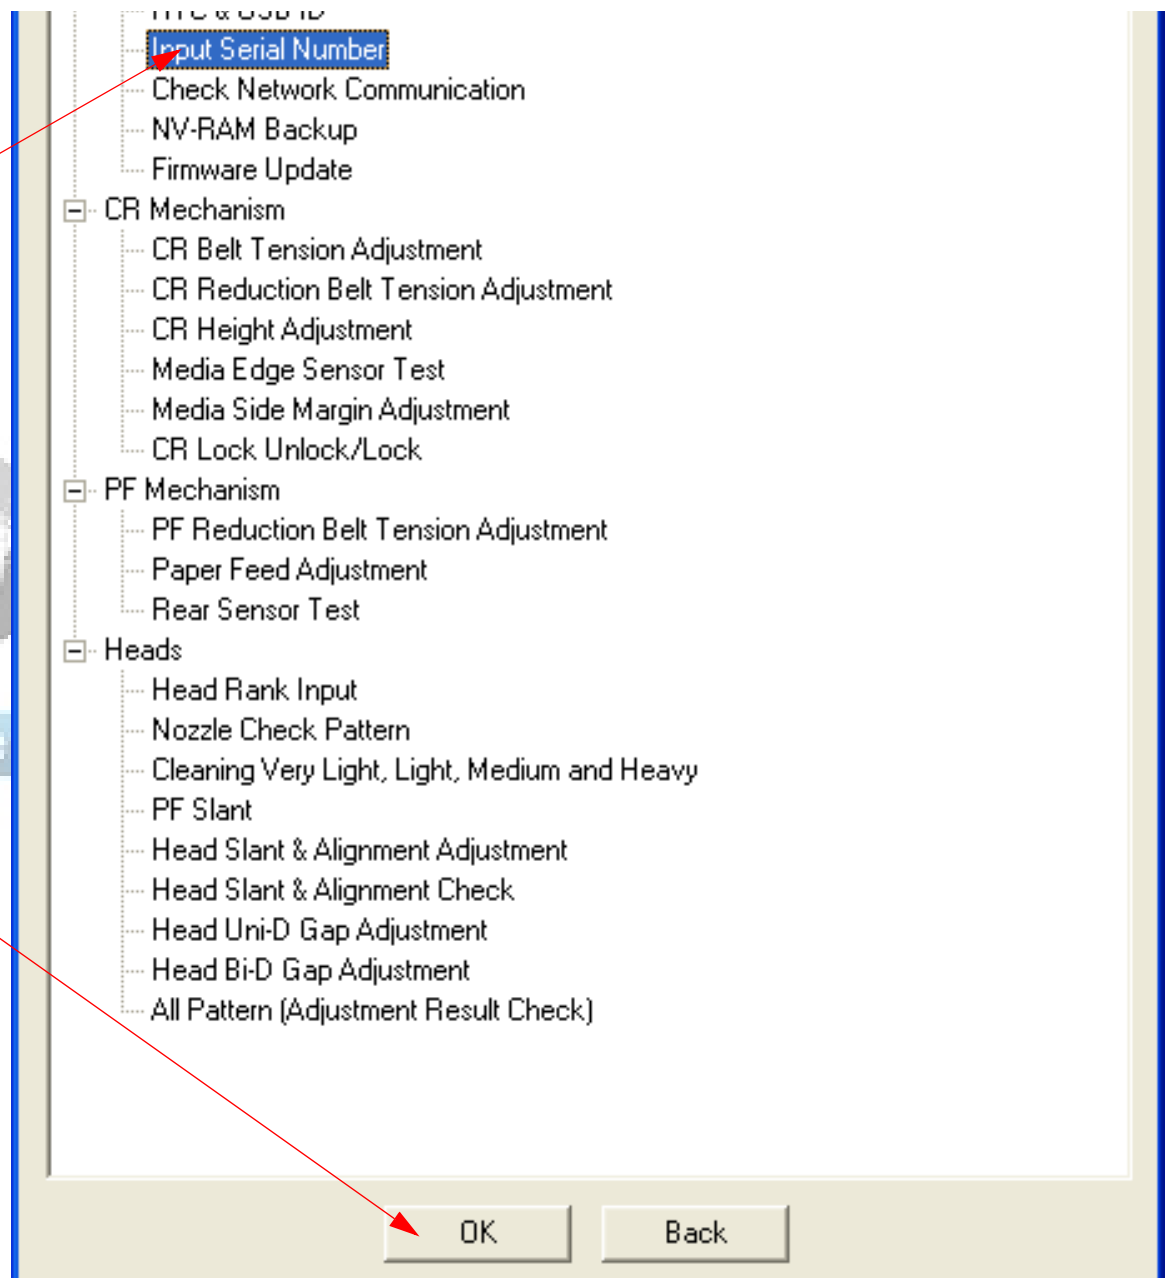 Input Serial Number
Check Network Communication
NV-RAM Backup
Firmware Update
CR Mechanism
CR Belt Tension Adjustment
CR Reduction Belt Tension Adjustment
CR Height Adjustment
Media Edge Sensor Test
Media Side Margin Adjustment
CR Lock Unlock/Lock
PF Mechanism
PF Reduction Belt Tension Adjustment
Paper Feed Adjustment
Rear Sensor Test
Heads
Head Rank Input
Nozzle Check Pattern
Cleaning Very Light, Light, Medium and Heavy
PF Slant
Head Slant & Alignment Adjustment
Head Slant & Alignment Check
Head Uni-D Gap Adjustment
Head Bi-D Gap Adjustment
All Pattern (Adjustment Result Check)
OK Back